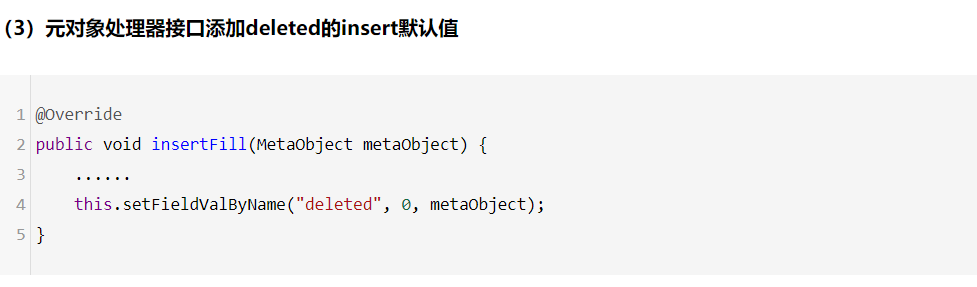 （3）元对象处理器接口添加deleted的insert默认值
1 @Override
2 public void insertFill(MetaObject metaObject) {
3     ......
4     this.setFieldValByName("deleted", 0, metaObject);
5 }